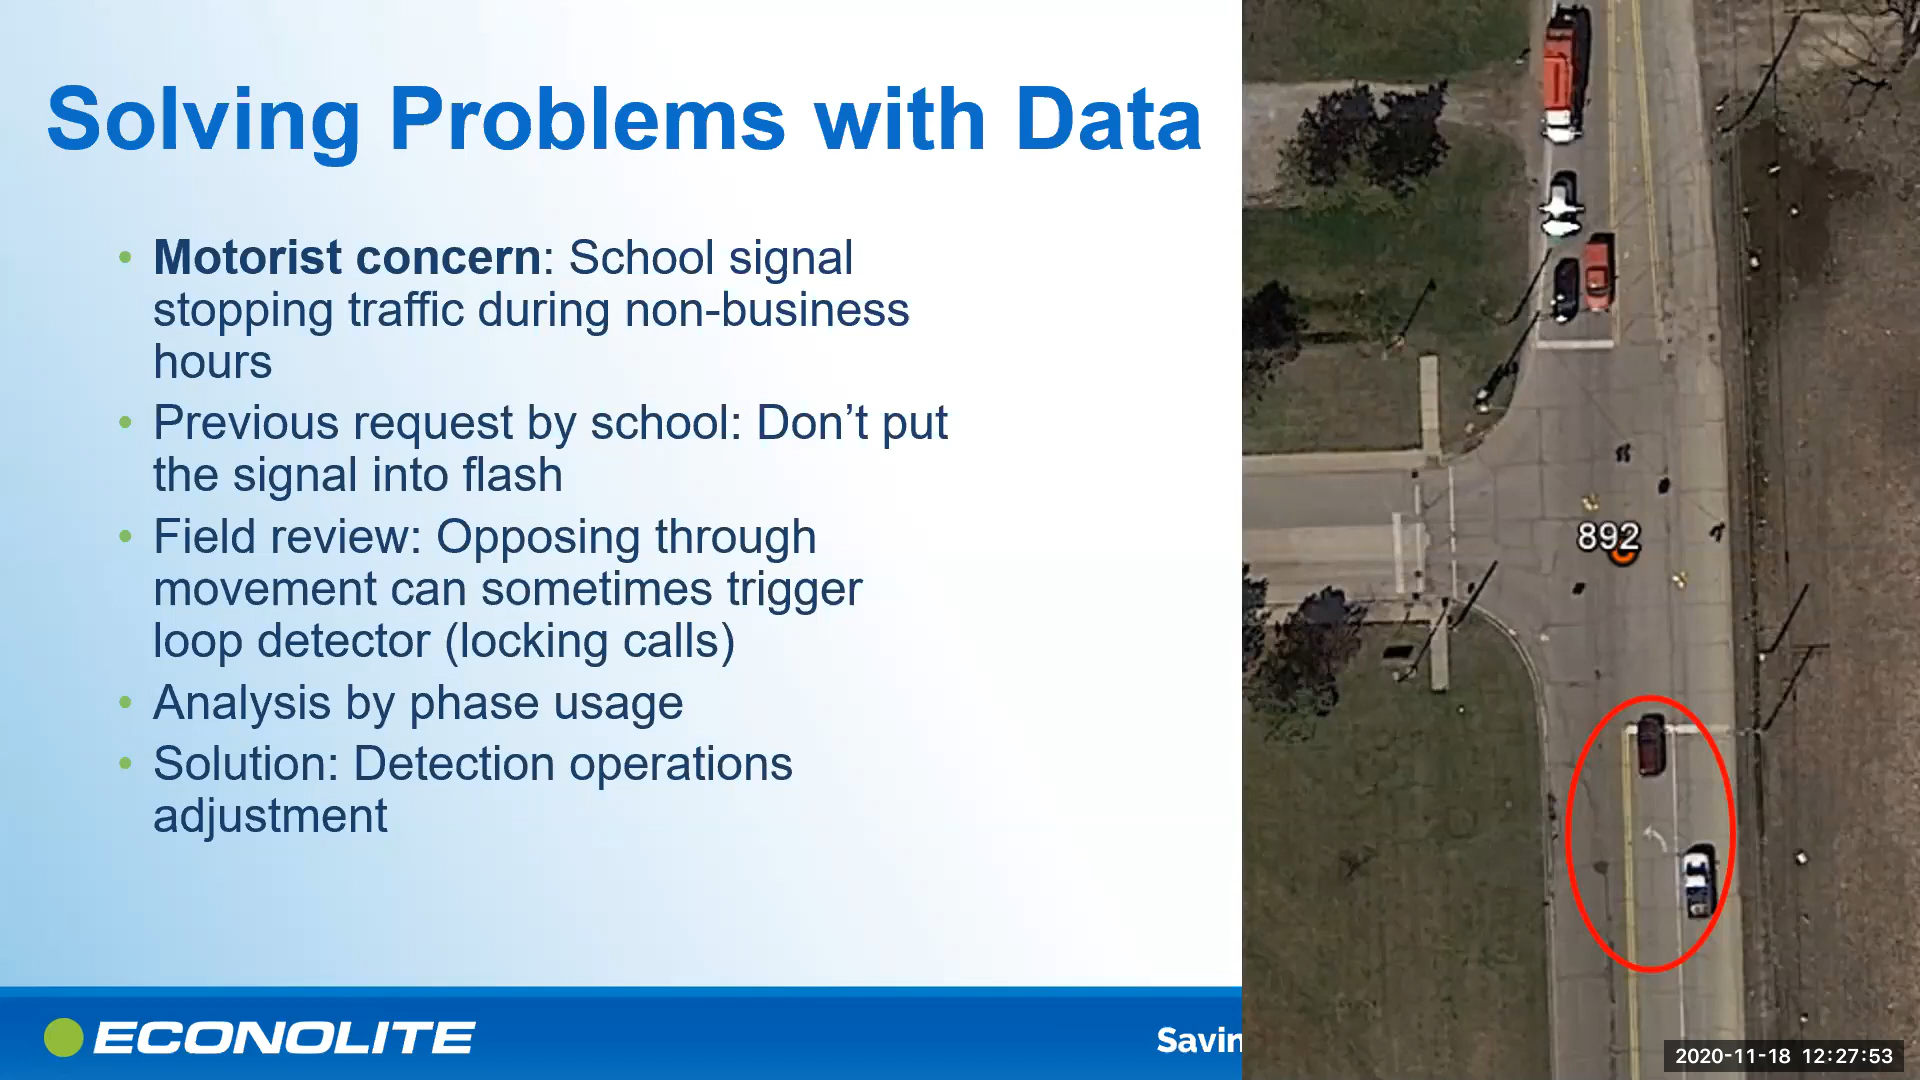 Solving Problems with Data
• Motorist concern: School signal
stopping traffic during non-business
hours
• Previous request by school: Don’t put
the signal into flash
• Field review: Opposing through
movement can sometimes trigger
loop detector (locking calls)
• Analysis by phase usage
• Solution: Detection operations
adjustment
892
ECONOLITE
Savin
2020-11-18 12:27:53